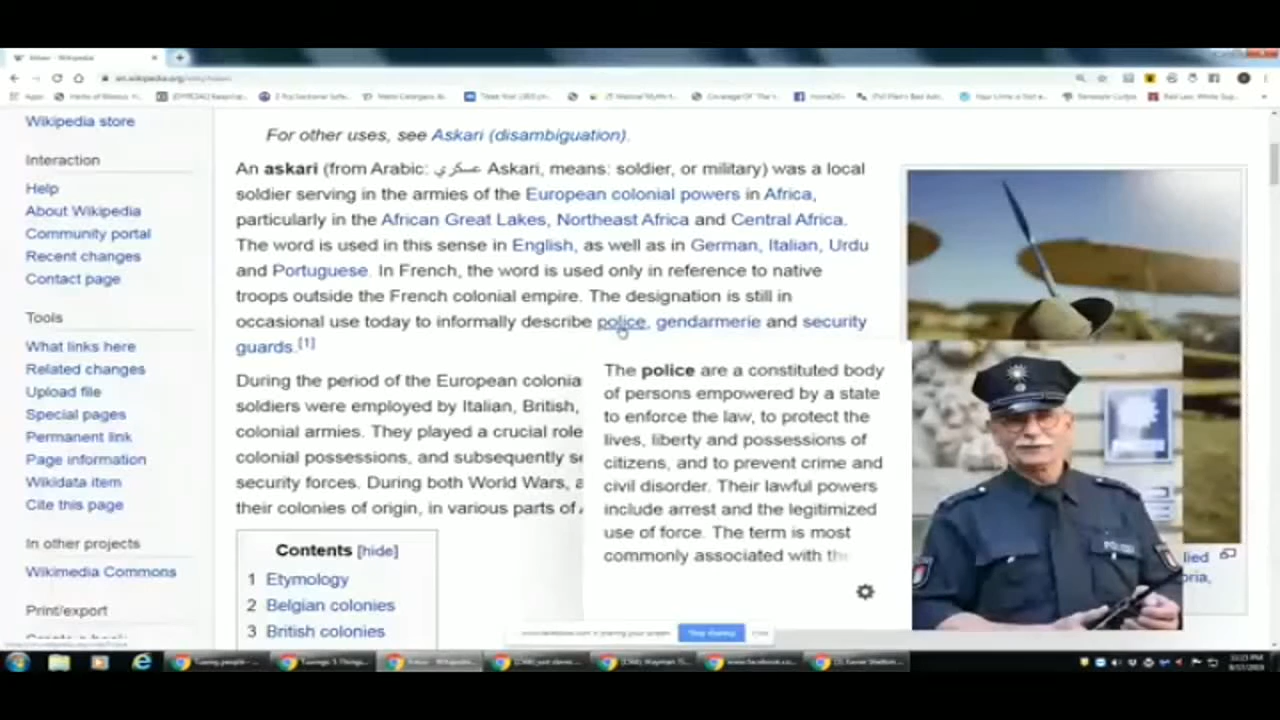 Wikipedia store
Interaction
Help
About Wikipedia
Community portal
Recent changes
Contact page
Tools
What links here
Related changes
Upload file
Special pages
Permanent link
Page information
Wikidata item
Cite this page
In other projects
Wikimedia Commons
Print/export
For other uses, see Askari (disambiguation).
An askari (from Arabic: عسكري Askari, means: soldier, or military) was a local
soldier serving in the armies of the European colonial powers in Africa,
particularly in the African Great Lakes, Northeast Africa and Central Africa.
The word is used in this sense in English, as well as in German, Italian, Urdu
and Portuguese. In French, the word is used only in reference to native
troops outside the French colonial empire. The designation is still in
occasional use today to informally describe police, gendarmerie and security
guards.[1]
During the period of the European colonia
soldiers were employed by Italian, British,
colonial armies. They played a crucial role
colonial possessions, and subsequently se
security forces. During both World Wars, a
their colonies of origin, in various parts of
Contents [hide]
1 Etymology
2 Belgian colonies
3 British colonies
The police are a constituted body
of persons empowered by a state
to enforce the law, to protect the
lives, liberty and possessions of
citizens, and to prevent crime and
civil disorder. Their lawful powers
include arrest and the legitimized
use of force. The term is most
commonly associated with the
Stop sharing